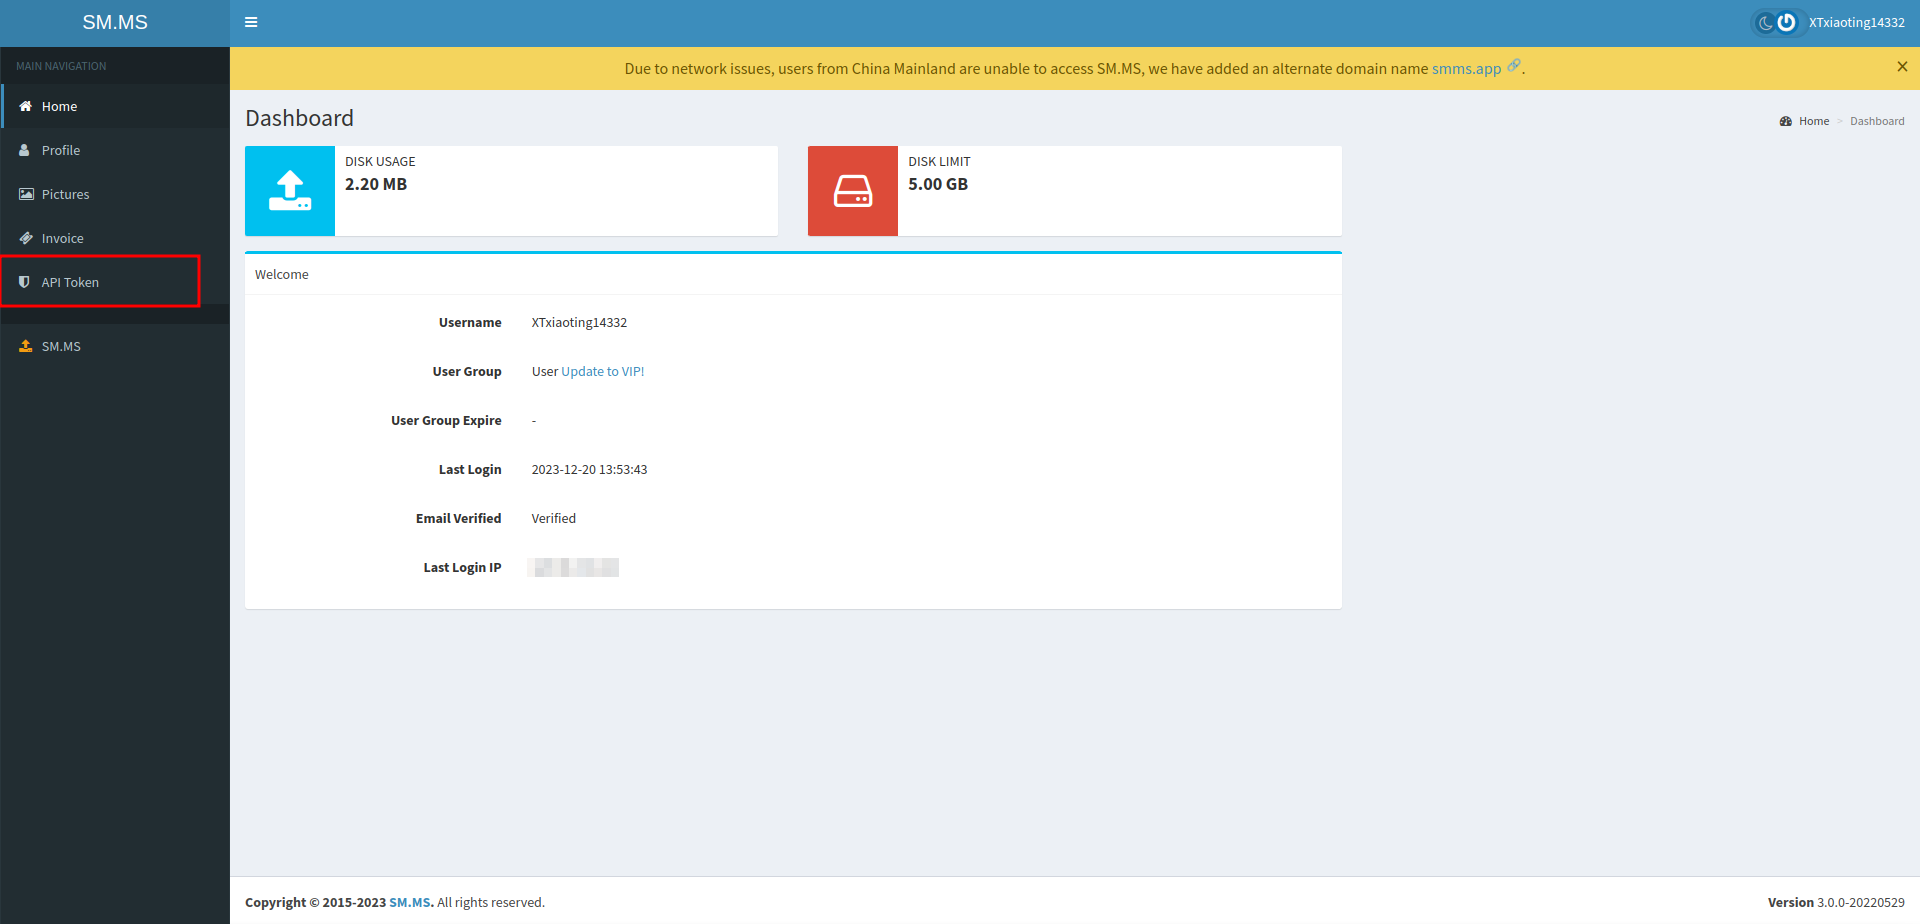 SM.MS
XTxiaoting14332
MAIN NAVIGATION
Home
Profile
Pictures
Invoice
API Token
SM.MS
Due to network issues, users from China Mainland are unable to access SM.MS, we have added an alternate domain name smms.app .
Dashboard
Home > Dashboard
DISK USAGE
2.20 MB
DISK LIMIT
5.00 GB
Welcome
Username XTxiaoting14332
User Group User Update to VIP!
User Group Expire -
Last Login 2023-12-20 13:53:43
Email Verified Verified
Last Login IP
Copyright © 2015-2023 SM.MS. All rights reserved.
Version 3.0.0-20220529